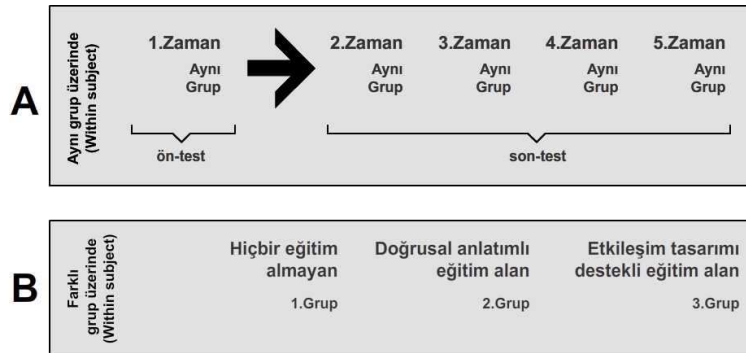 A
Aynı grup üzerinde
(Within subject)
1.Zaman
Aynı
Grup
ön-test
2.Zaman
Aynı
Grup
3.Zaman
Aynı
Grup
4.Zaman
Aynı
Grup
5.Zaman
Aynı
Grup
son-test
B
Farklı
grup üzerinde
(Within subject)
Hiçbir eğitim
almayan
1.Grup
Doğrusal anlatımlı
eğitim alan
2.Grup
Etkileşim tasarımı
destekli eğitim alan
3.Grup